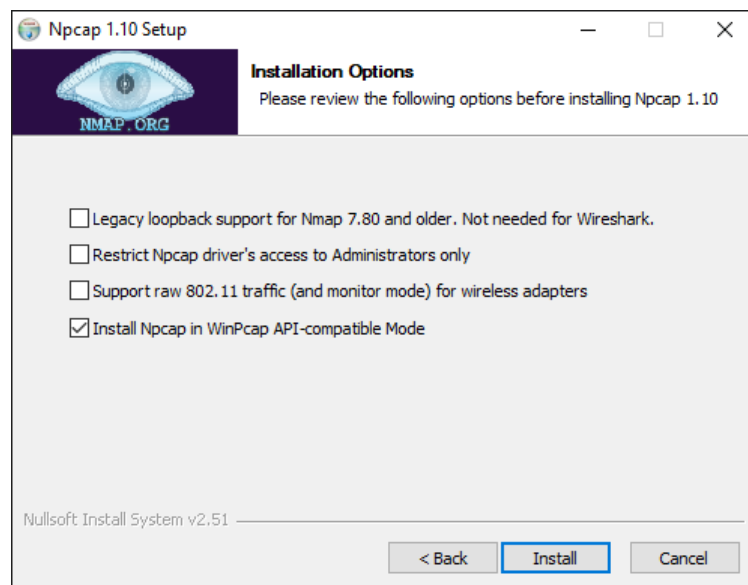 Npcap 1.10 Setup
NMAP.ORG
Installation Options
Please review the following options before installing Npcap 1.10
Legacy loopback support for Nmap 7.80 and older. Not needed for Wireshark.
Restrict Npcap driver's access to Administrators only
Support raw 802.11 traffic (and monitor mode) for wireless adapters
Install Npcap in WinPcap API-compatible Mode
Nullsoft Install System v2.51
< Back Install Cancel